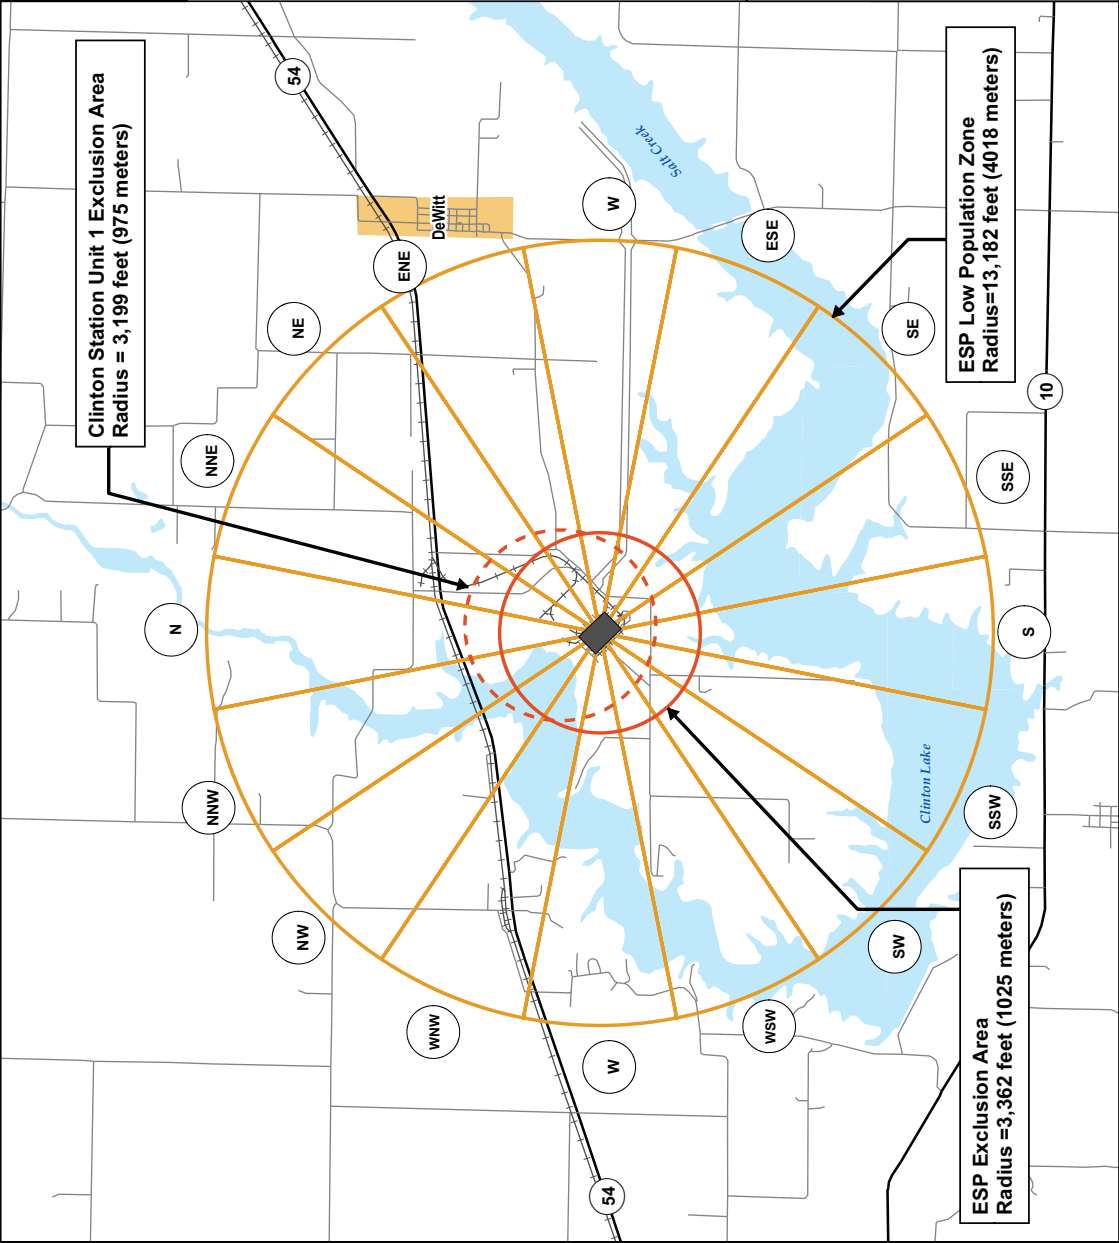 Clinton Station Unit 1 Exclusion Area
Radius = 3,199 feet (975 meters)
ESP Low Population Zone
Radius=13,182 feet (4018 meters)
ESP Exclusion Area
Radius =3,362 feet (1025 meters)
54
DeWitt
Salt Creek
W
ESE
ENE
NE
SE
10
NNE
SSE
N
S
NNW
Clinton Lake
SSW
NW
SW
WNW
W
WSW
54